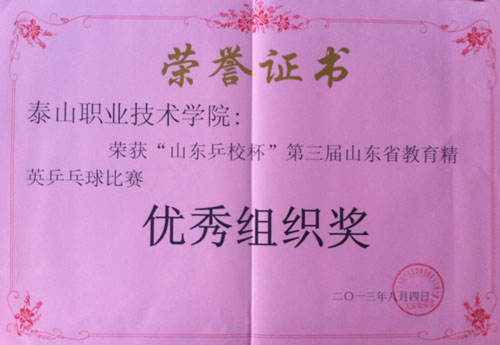 荣誉证书
泰山职业技术学院：
荣获“山东乒校杯”第三届山东省教育精
英乒乓球比赛
优秀组织奖
二〇一三年八月四日